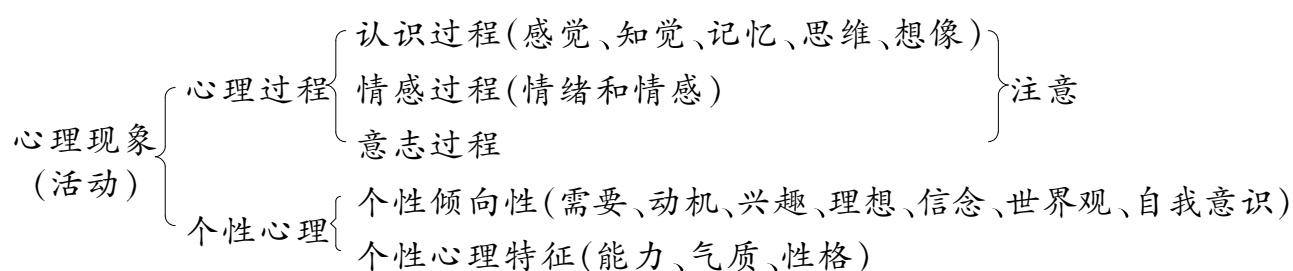 认识过程(感觉、知觉、记忆、思维、想像)
心理过程 情感过程(情绪和情感) 注意
意志过程
心理现象
(活动)
个性倾向性(需要、动机、兴趣、理想、信念、世界观、自我意识)
个性心理
个性心理特征(能力、气质、性格)